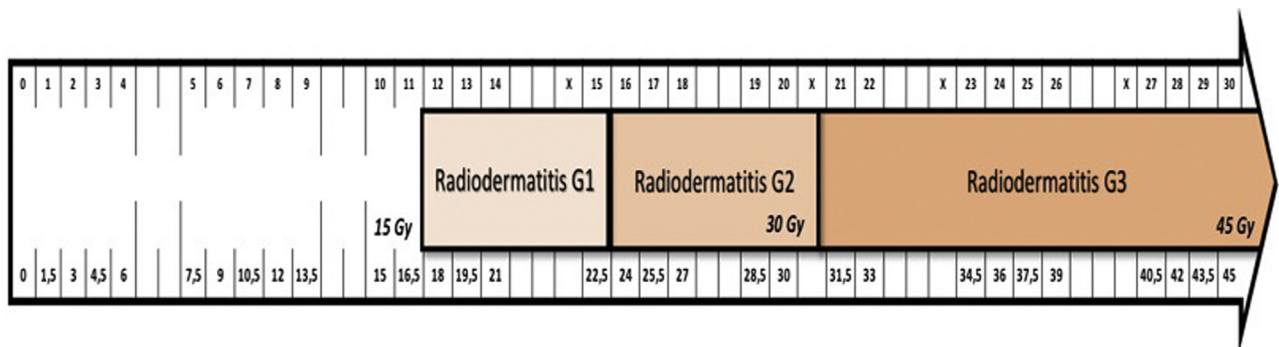 0 1 2 3 4 5 6 7 8 9 10 11 12 13 14 X 15 16 17 18 19 20 X 21 22 X 23 24 25 26 X 27 28 29 30
Radiodermatitis G1 Radiodermatitis G2 Radiodermatitis G3
15 Gy 30 Gy 45 Gy
0 1,5 3 4,5 6 7,5 9 10,5 12 13,5 15 16,5 18 19,5 21 22,5 24 25,5 27 28,5 30 31,5 33 34,5 36 37,5 39 40,5 42 43,5 45